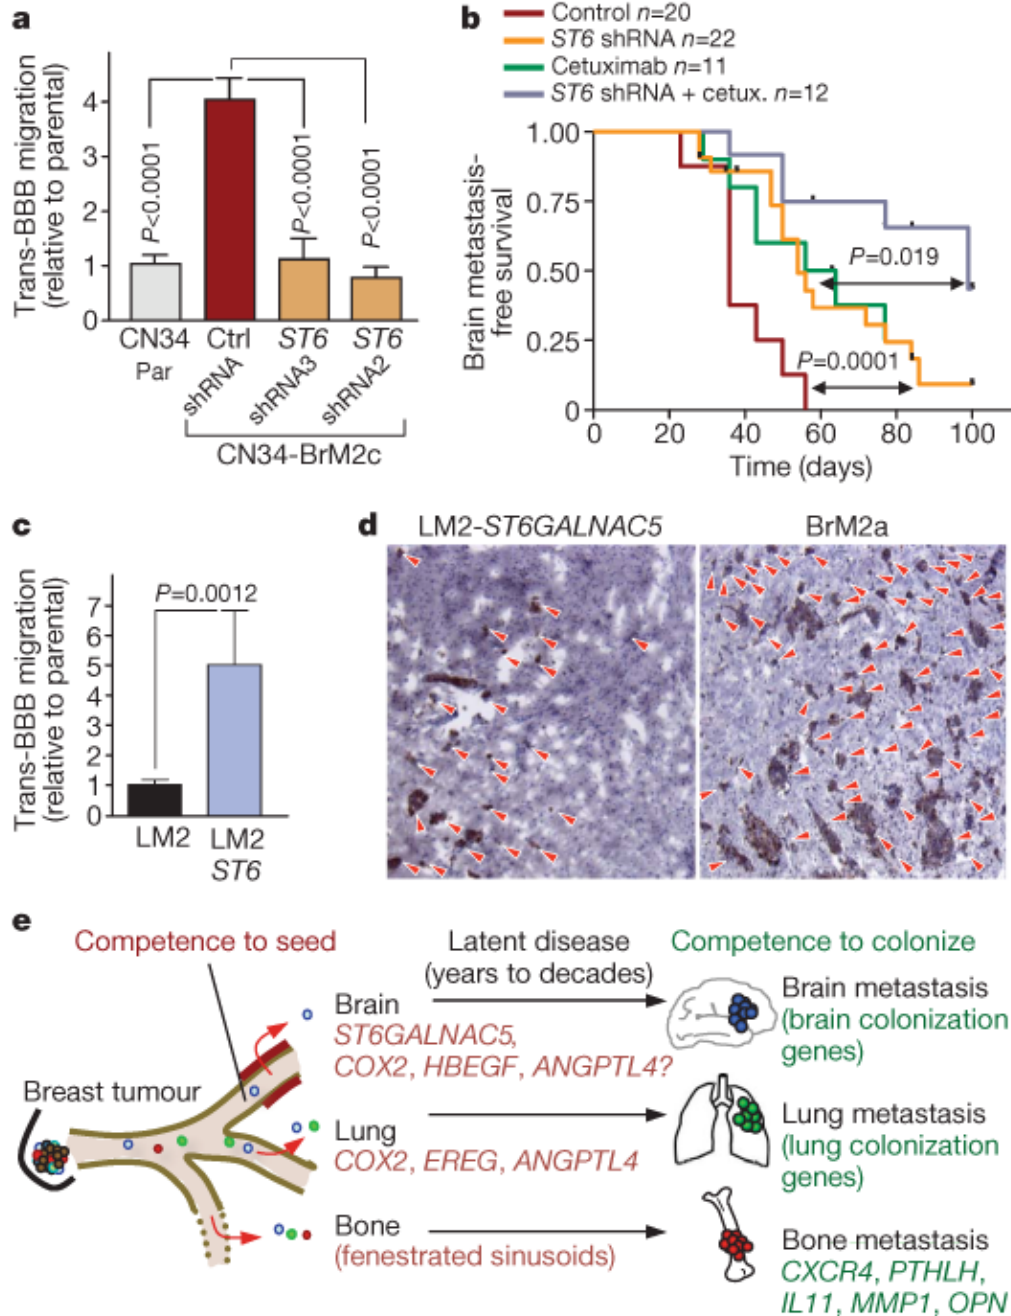 a
Trans-BBB migration
(relative to parental)
4
3
2
1
0
P<0.0001
P<0.0001
P<0.0001
CN34
Par
Ctrl
shRNA
ST6
shRNA3
ST6
shRNA2
CN34-BrM2c
b
Control n=20
ST6 shRNA n=22
Cetuximab n=11
ST6 shRNA + cetux. n=12
Brain metastasis-
free survival
1.00
0.75
0.50
0.25
0
P=0.019
P=0.0001
0 20 40 60 80 100
Time (days)
c
Trans-BBB migration
(relative to parental)
7
6
5
4
3
2
1
0
P=0.0012
LM2
LM2
ST6
d
LM2-ST6GALNAC5
BrM2a
e
Competence to seed
Latent disease
(years to decades)
Competence to colonize
Breast tumour
Brain
ST6GALNAC5,
COX2, HBEGF, ANGPTL4?
Brain metastasis
(brain colonization
genes)
Lung
COX2, EREG, ANGPTL4
Lung metastasis
(lung colonization
genes)
Bone
(fenestrated sinusoids)
Bone metastasis
CXCR4, PTHLH,
IL11, MMP1, OPN